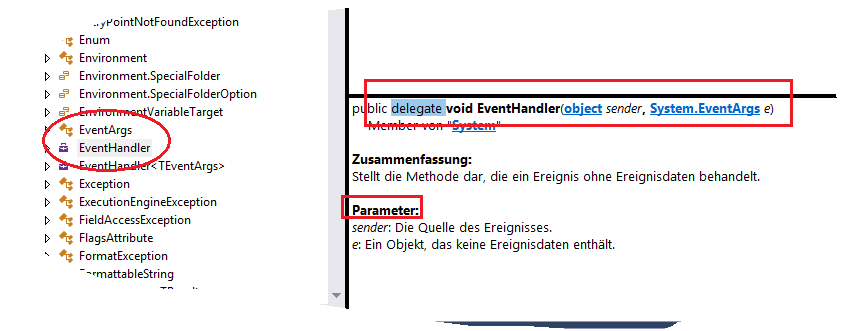 yPointNotFoundException
Enum
Environment
Environment.SpecialFolder
Environment.SpecialFolderOption
EnvironmentVariableTarget
EventArgs
EventHandler
EventHandler<TEventArgs>
Exception
ExecutionEngineException
FieldAccessException
FlagsAttribute
FormatException
FormattableString
public delegate void EventHandler(object sender, System.EventArgs e)
Member von "System"
Zusammenfassung:
Stellt die Methode dar, die ein Ereignis ohne Ereignisdaten behandelt.
Parameter:
sender: Die Quelle des Ereignisses.
e: Ein Objekt, das keine Ereignisdaten enthält.